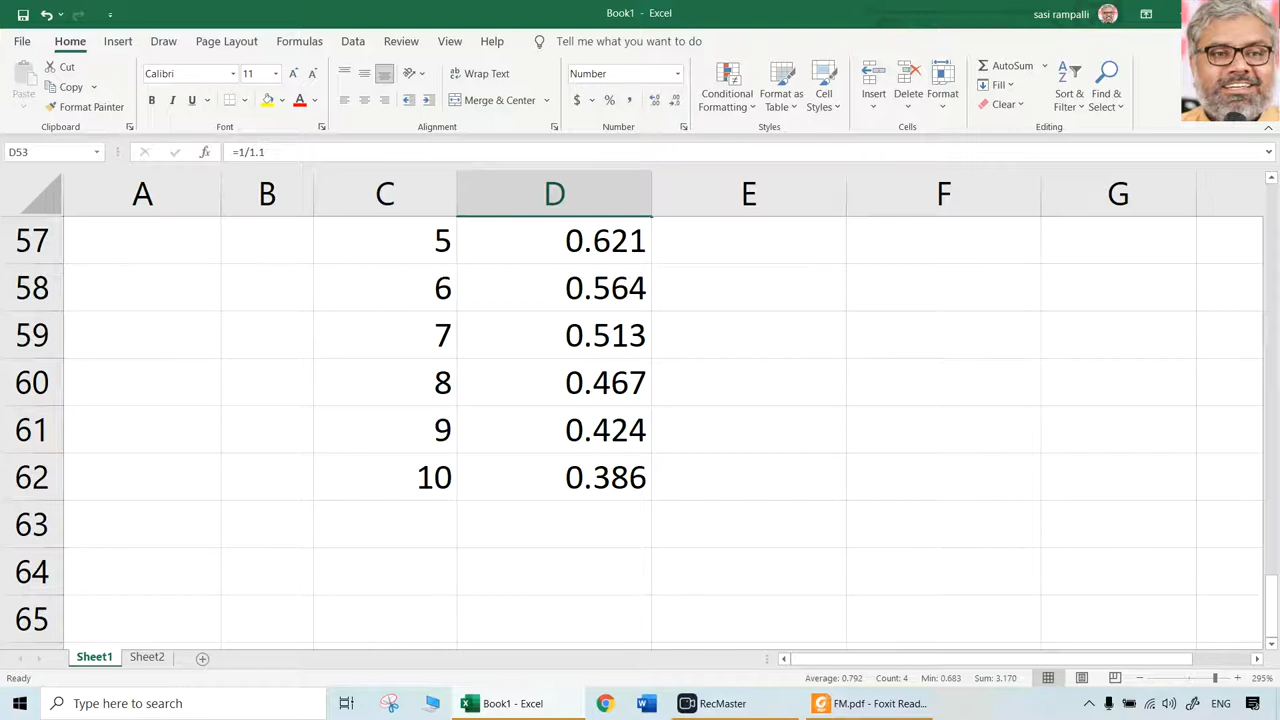 Book1 - Excel
sasi rampalli
File Home Insert Draw Page Layout Formulas Data Review View Help Tell me what you want to do
Paste
Cut
Copy
Format Painter
Clipboard
Calibri 11
B I U
Font
Wrap Text
Merge & Center
Alignment
Number
$ % ,
Number
Conditional Formatting
Format as Table
Cell Styles
Styles
Insert Delete Format
Cells
AutoSum
Fill
Clear
Sort & Filter
Find & Select
Editing
D53 fx =1/1.1
A B C D E F G
57 5 0.621
58 6 0.564
59 7 0.513
60 8 0.467
61 9 0.424
62 10 0.386
63
64
65
Sheet1 Sheet2
Ready Average: 0.792 Count: 4 Min: 0.683 Sum: 3.170 295%
Type here to search Book1 - Excel RecMaster FM.pdf - Foxit Read... ENG